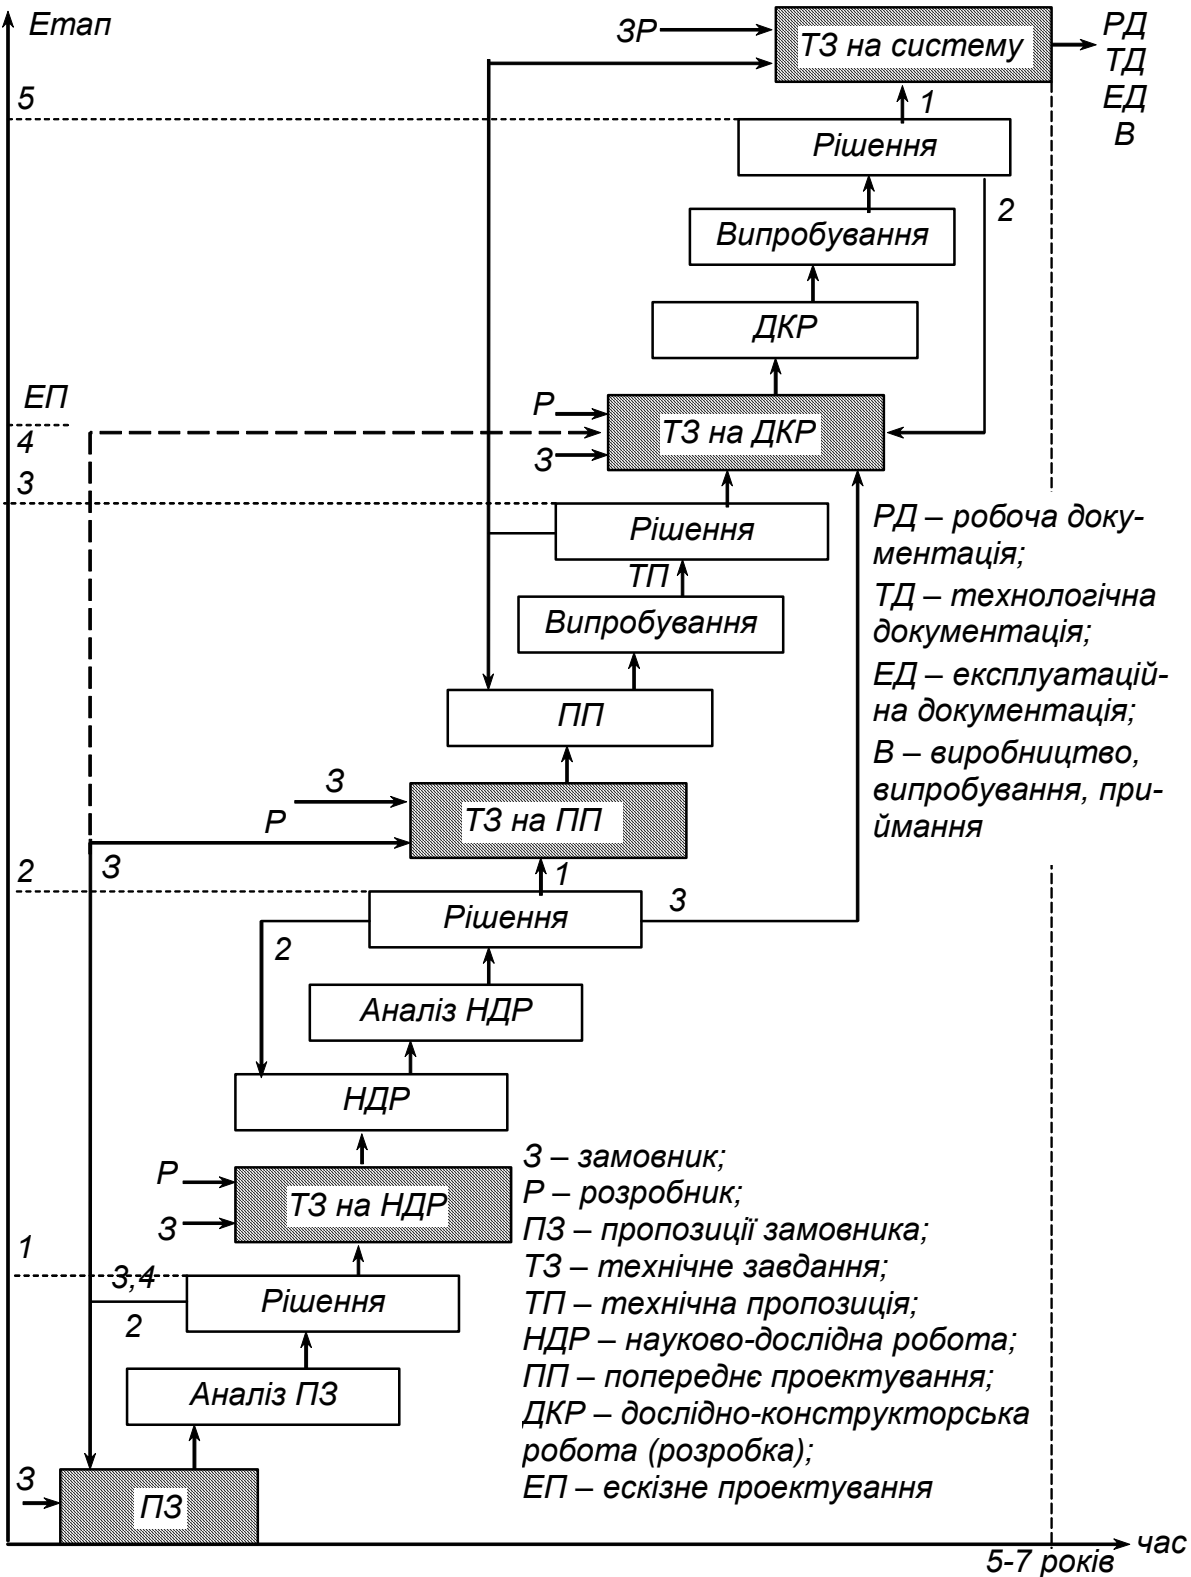 Етап
ЗР
ТЗ на систему
РД
ТД
ЕД
В
5
1
Рішення
2
Випробування
ДКР
ЕП
Р
4
ТЗ на ДКР
З
3
Рішення
РД – робоча доку-
ментація;
ТП
ТД – технологічна
документація;
Випробування
ЕД – експлуатацій-
на документація;
ПП
В – виробництво,
випробування, при-
ймання
З
Р
ТЗ на ПП
3
2
1
Рішення
3
2
Аналіз НДР
НДР
З – замовник;
Р – розробник;
ПЗ – пропозиції замовника;
ТЗ – технічне завдання;
ТП – технічна пропозиція;
НДР – науково-дослідна робота;
ПП – попереднє проектування;
ДКР – дослідно-конструкторська
робота (розробка);
ЕП – ескізне проектування
Р
ТЗ на НДР
З
1
3,4
Рішення
2
Аналіз ПЗ
З
ПЗ
час
5-7 років